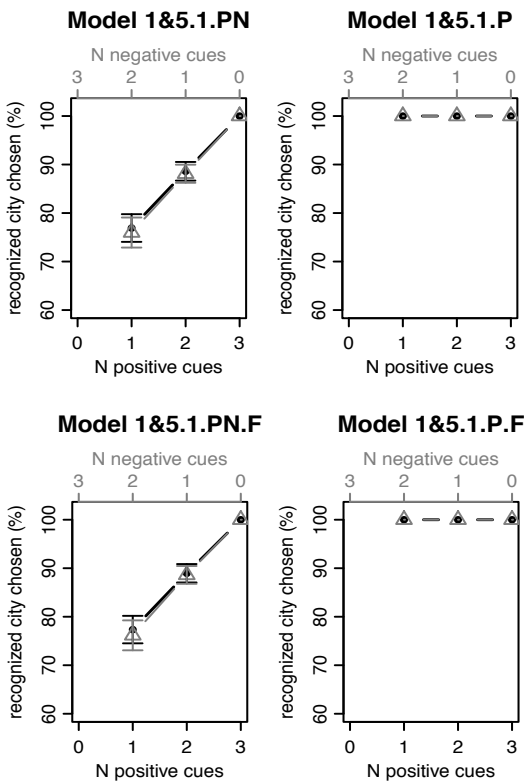 Model 1&5.1.PN
N negative cues
3 2 1 0
recognized city chosen (%)
100
90
80
70
60
0 1 2 3
N positive cues
Model 1&5.1.P
N negative cues
3 2 1 0
recognized city chosen (%)
100
90
80
70
60
0 1 2 3
N positive cues
Model 1&5.1.PN.F
N negative cues
3 2 1 0
recognized city chosen (%)
100
90
80
70
60
0 1 2 3
N positive cues
Model 1&5.1.P.F
N negative cues
3 2 1 0
recognized city chosen (%)
100
90
80
70
60
0 1 2 3
N positive cues